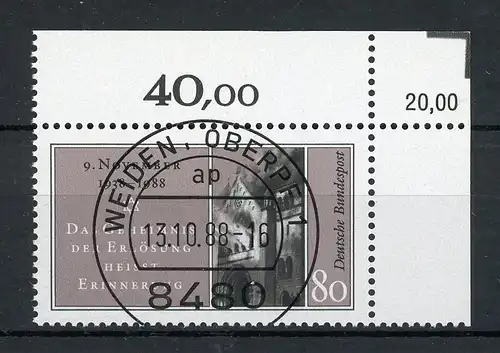 40,00
20,00
9. NOVEMBER
1938 1988
DAS GEHEIMNIS
DER ERLÖSUNG
HEISST
ERINNERUNG
Deutsche Bundespost
80
WEIDEN, OBERPF 1
ap
13.10.88-16
8480